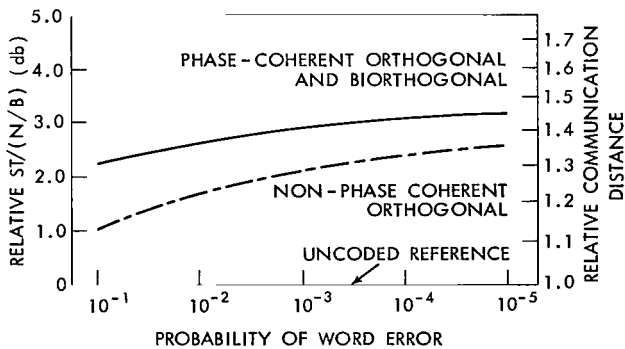 RELATIVE ST/(N/B) (db)
5.0
4.0
3.0
2.0
1.0
0
PHASE-COHERENT ORTHOGONAL
AND BIORTHOGONAL
NON-PHASE COHERENT
ORTHOGONAL
UNCODED REFERENCE
1.7
1.6
1.5
1.4
1.3
1.2
1.1
1.0
RELATIVE COMMUNICATION
DISTANCE
10⁻¹ 10⁻² 10⁻³ 10⁻⁴ 10⁻⁵
PROBABILITY OF WORD ERROR